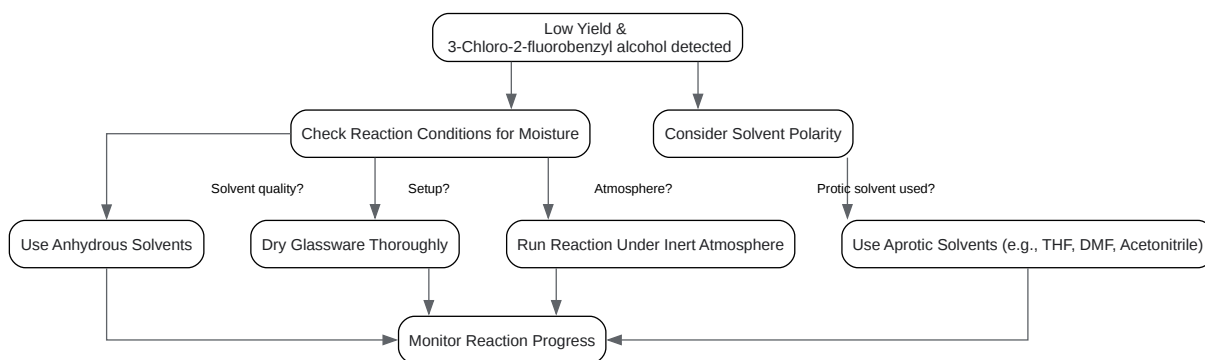 Low Yield &
3-Chloro-2-fluorobenzyl alcohol detected
Check Reaction Conditions for Moisture
Consider Solvent Polarity
Solvent quality?
Setup?
Atmosphere?
Protic solvent used?
Use Anhydrous Solvents
Dry Glassware Thoroughly
Run Reaction Under Inert Atmosphere
Use Aprotic Solvents (e.g., THF, DMF, Acetonitrile)
Monitor Reaction Progress